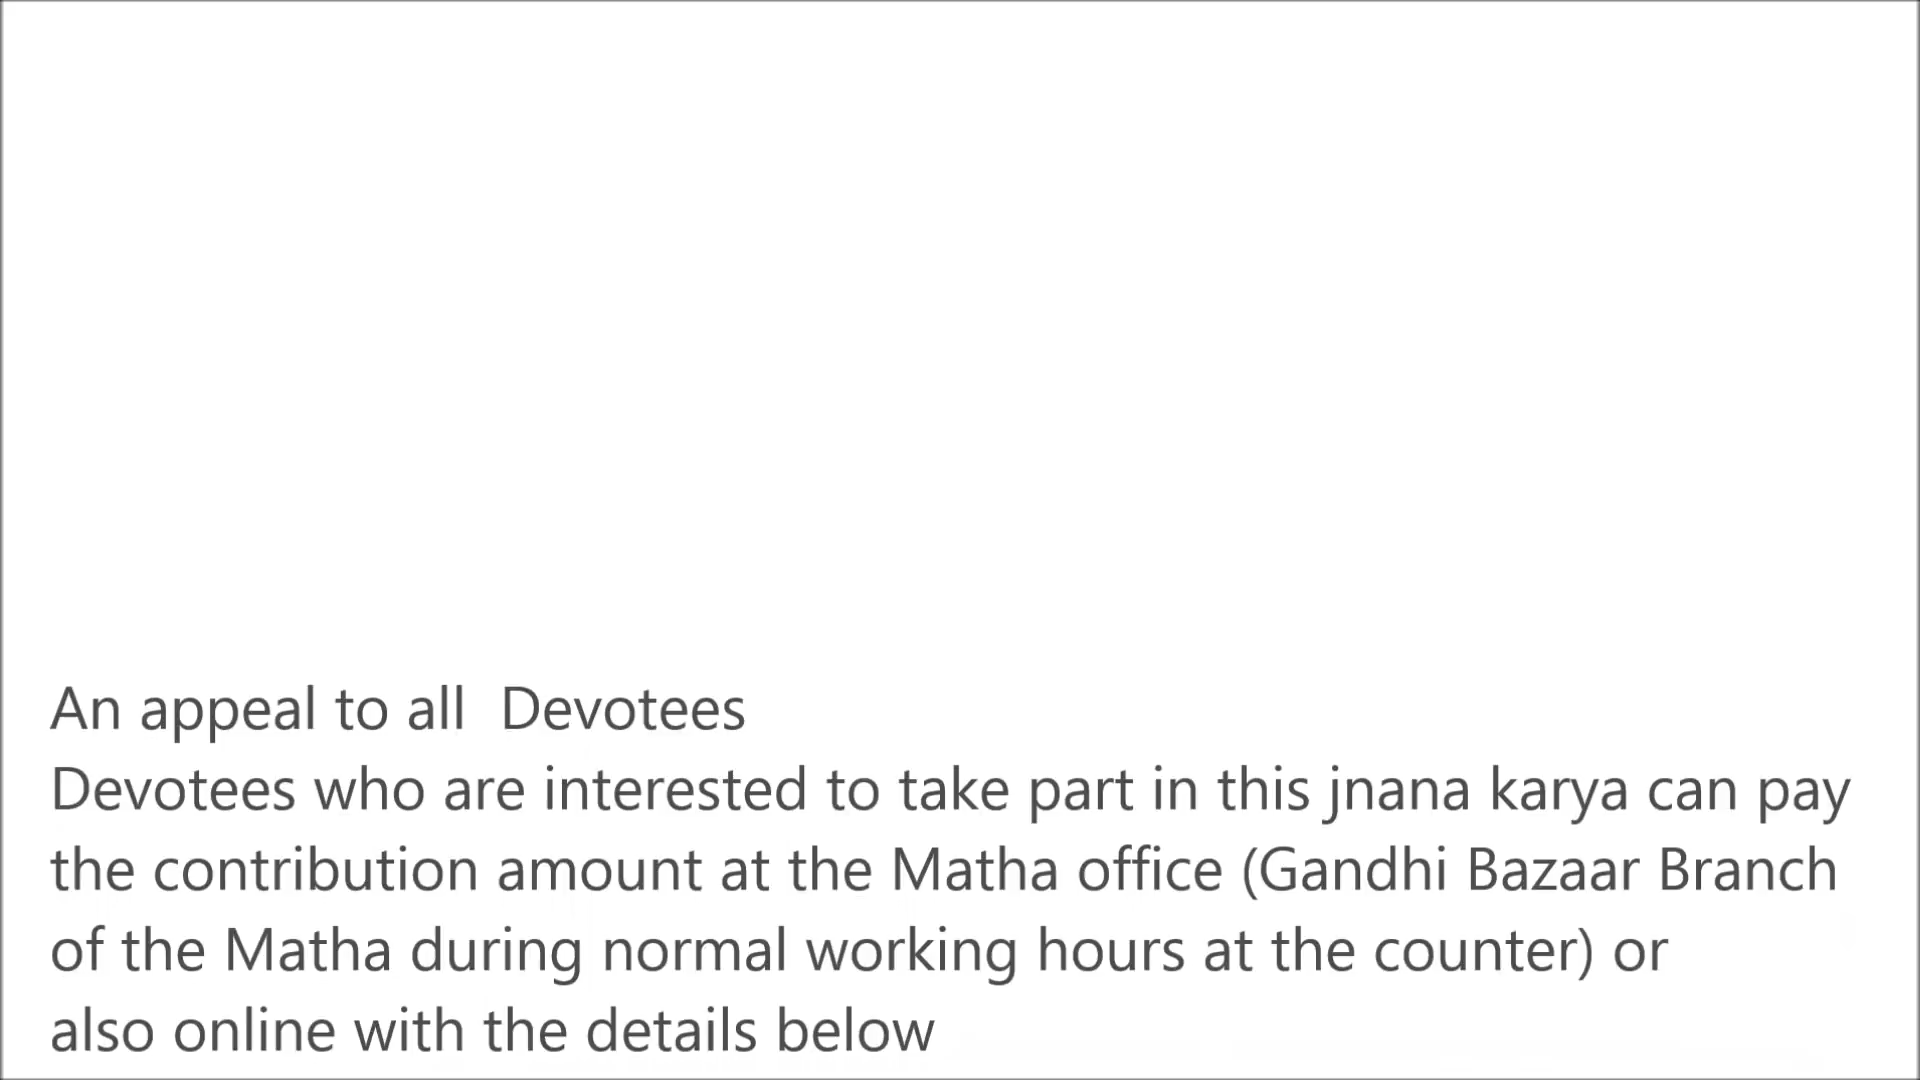 An appeal to all  Devotees
Devotees who are interested to take part in this jnana karya can pay
the contribution amount at the Matha office (Gandhi Bazaar Branch
of the Matha during normal working hours at the counter) or
also online with the details below